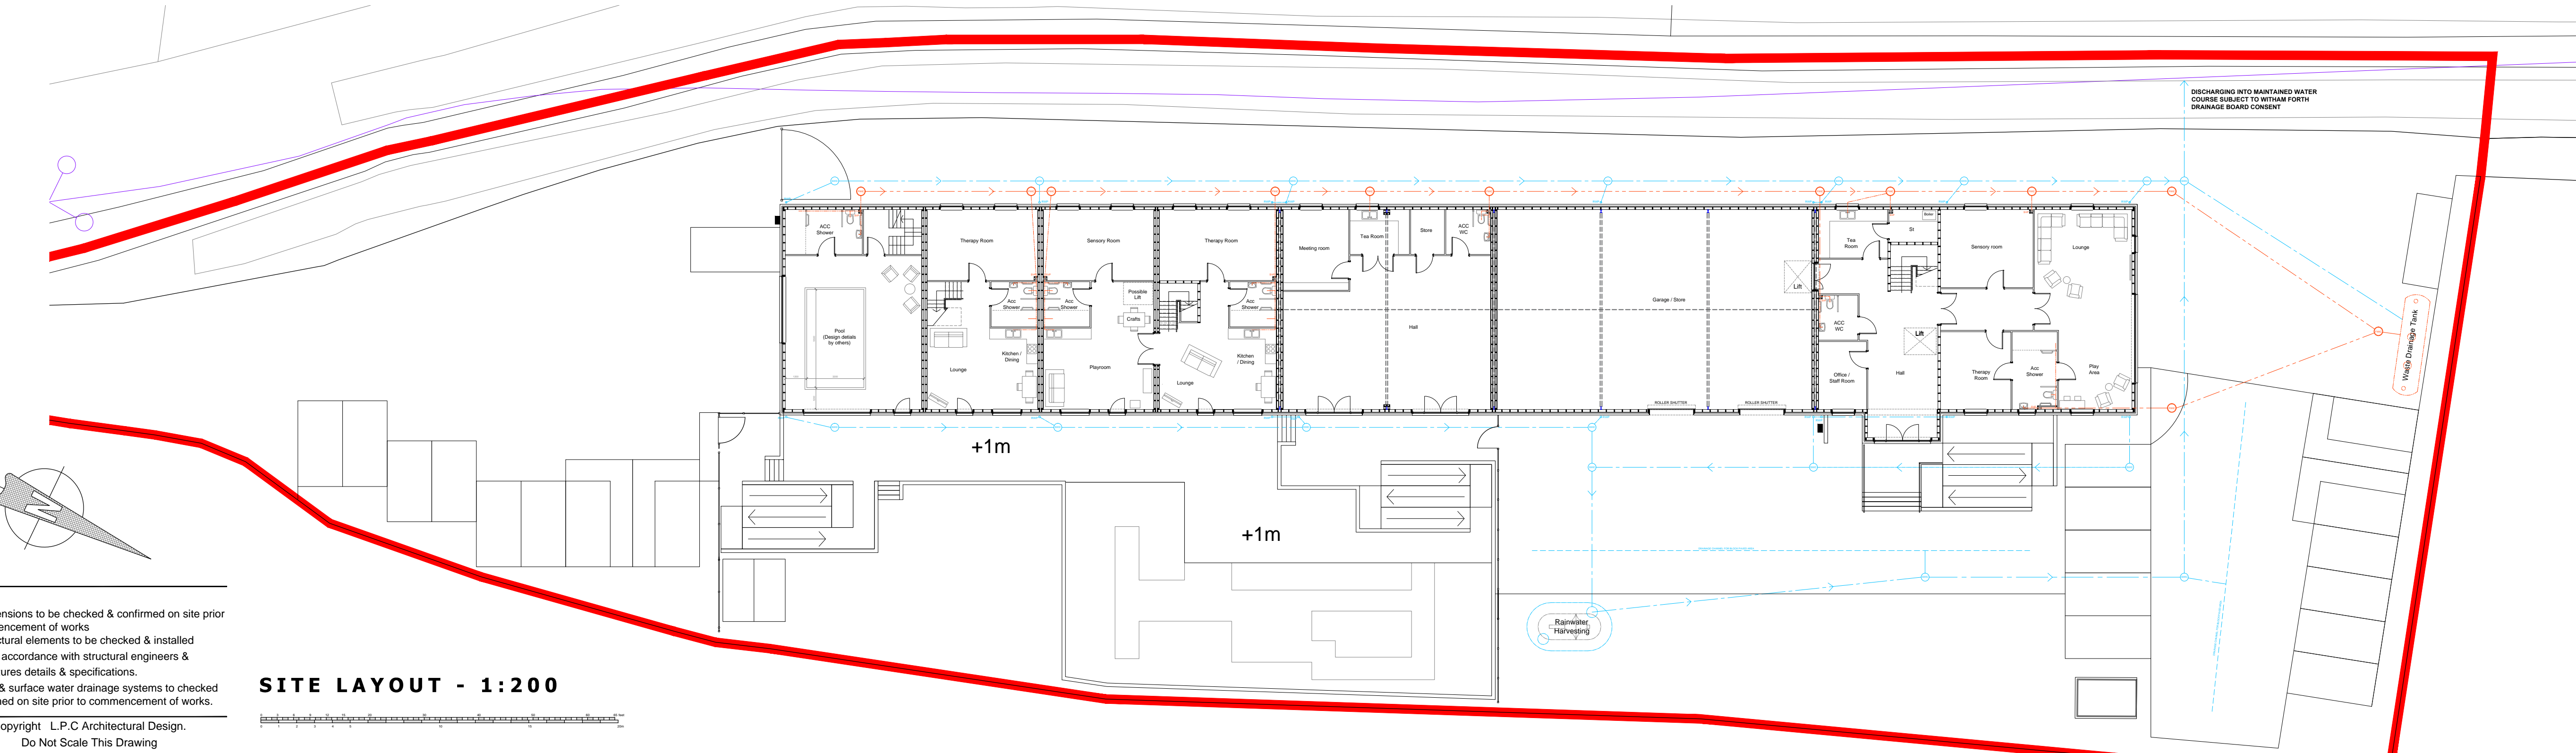 DISCHARGING INTO MAINTAINED WATER
COURSE SUBJECT TO WITHAM FORTH
DRAINAGE BOARD CONSENT
ACC
Shower
Therapy Room
Sensory Room
Therapy Room
Meeting room
Tea Room
Store
ACC
WC
Tea
Room
St
Boiler
Sensory room
Lounge
Pool
(Design details
by others)
Acc
Shower
Acc
Shower
Possible
Lift
Crafts
Acc
Shower
Garage / Store
Lift
ACC
WC
Lift
Hall
Kitchen /
Dining
Lounge
Playroom
Kitchen
/ Dining
Lounge
Office /
Staff Room
Hall
Therapy
Room
Acc
Shower
Play
Area
Waste Drainage Tank
ROLLER SHUTTER
ROLLER SHUTTER
+1m
+1m
Rainwater
Harvesting
N
ensions to be checked & confirmed on site prior
encement of works
ctural elements to be checked & installed
accordance with structural engineers &
ures details & specifications.
& surface water drainage systems to checked
ned on site prior to commencement of works.
opyright L.P.C Architectural Design.
Do Not Scale This Drawing
SITE LAYOUT - 1:200